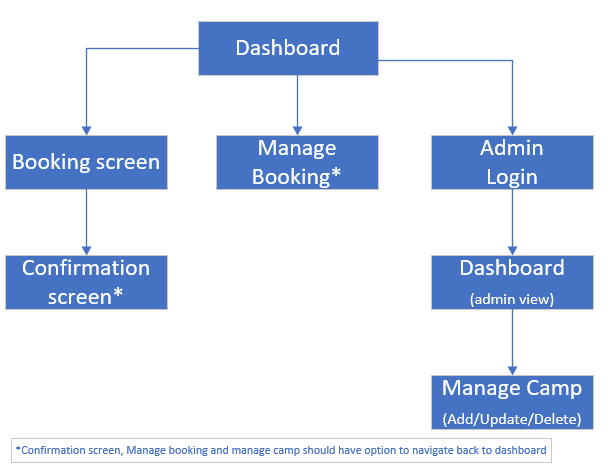 Dashboard
Booking screen
Manage
Booking*
Admin
Login
Confirmation
screen*
Dashboard
(admin view)
Manage Camp
(Add/Update/Delete)
*Confirmation screen, Manage booking and manage camp should have option to navigate back to dashboard